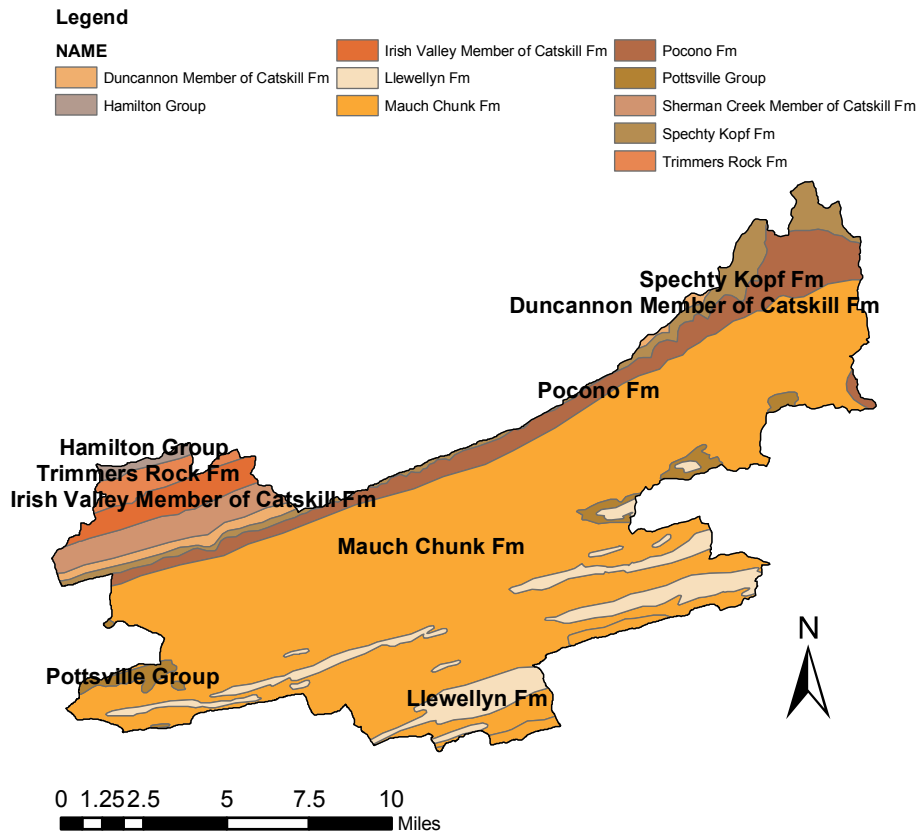 Legend
NAME
Duncannon Member of Catskill Fm
Hamilton Group
Irish Valley Member of Catskill Fm
Llewellyn Fm
Mauch Chunk Fm
Pocono Fm
Pottsville Group
Sherman Creek Member of Catskill Fm
Spechty Kopf Fm
Trimmers Rock Fm
Spechty Kopf Fm
Duncannon Member of Catskill Fm
Pocono Fm
Hamilton Group
Trimmers Rock Fm
Irish Valley Member of Catskill Fm
Mauch Chunk Fm
Pottsville Group
Llewellyn Fm
N
0 1.252.5 5 7.5 10
Miles